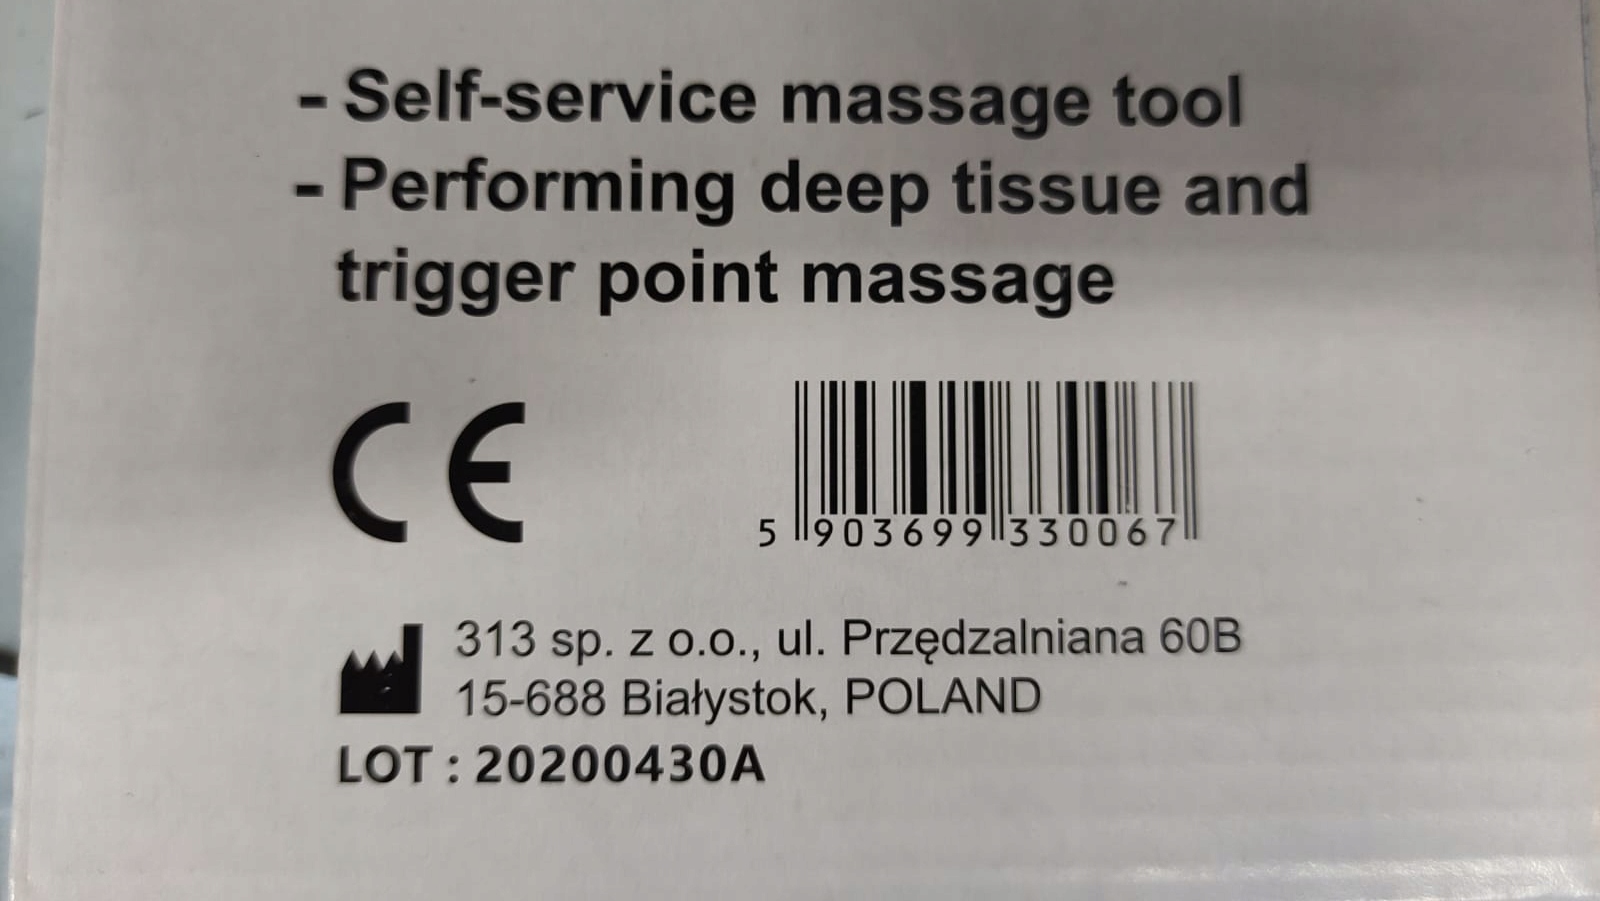 - Self-service massage tool
- Performing deep tissue and
trigger point massage
CE
5 903699 330067
313 sp. z o.o., ul. Przędzalniana 60B
15-688 Białystok, POLAND
LOT : 20200430A